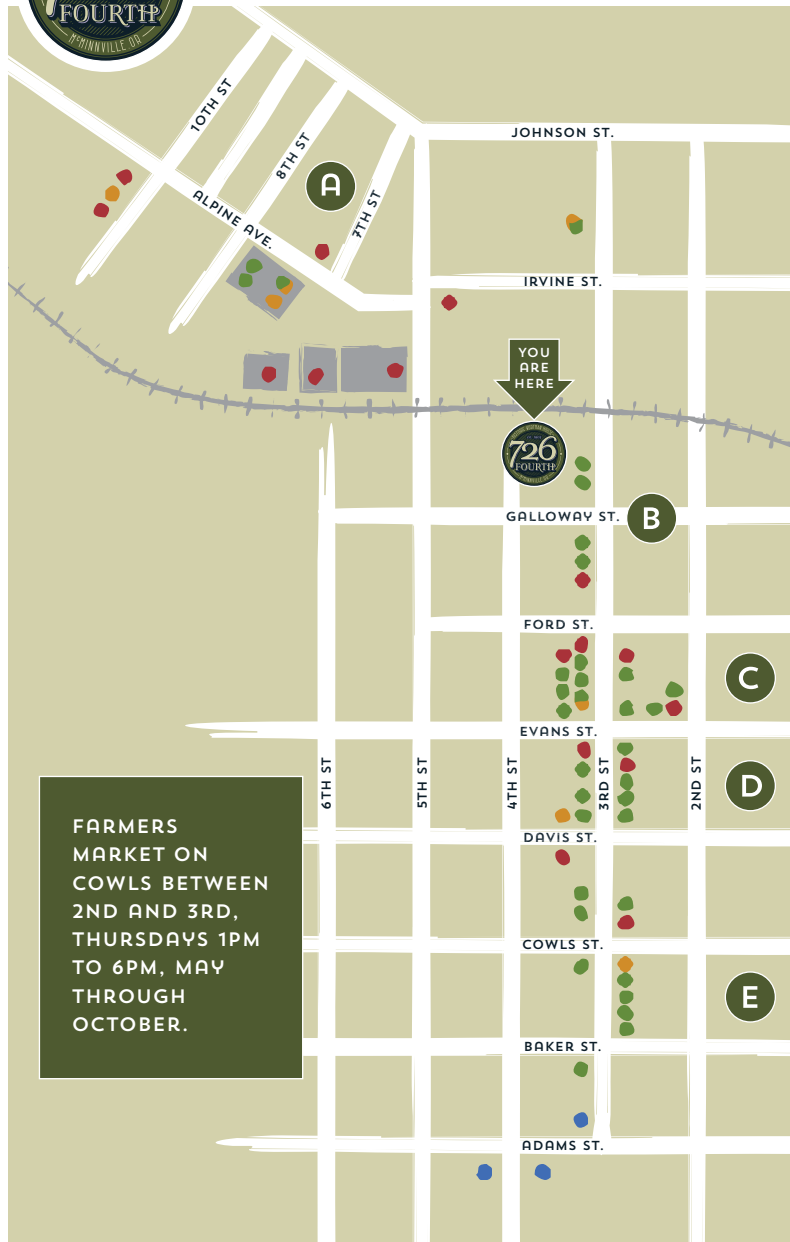 FOURTH
McMINNVILLE OR
10TH ST
8TH ST
A
7TH ST
ALPINE AVE.
JOHNSON ST.
IRVINE ST.
YOU
ARE
HERE
726
FOURTH
GALLOWAY ST.
B
FORD ST.
C
EVANS ST.
6TH ST
5TH ST
4TH ST
3RD ST
2ND ST
D
FARMERS
MARKET ON
COWLS BETWEEN
2ND AND 3RD,
THURSDAYS 1PM
TO 6PM, MAY
THROUGH
OCTOBER.
DAVIS ST.
COWLS ST.
E
BAKER ST.
ADAMS ST.